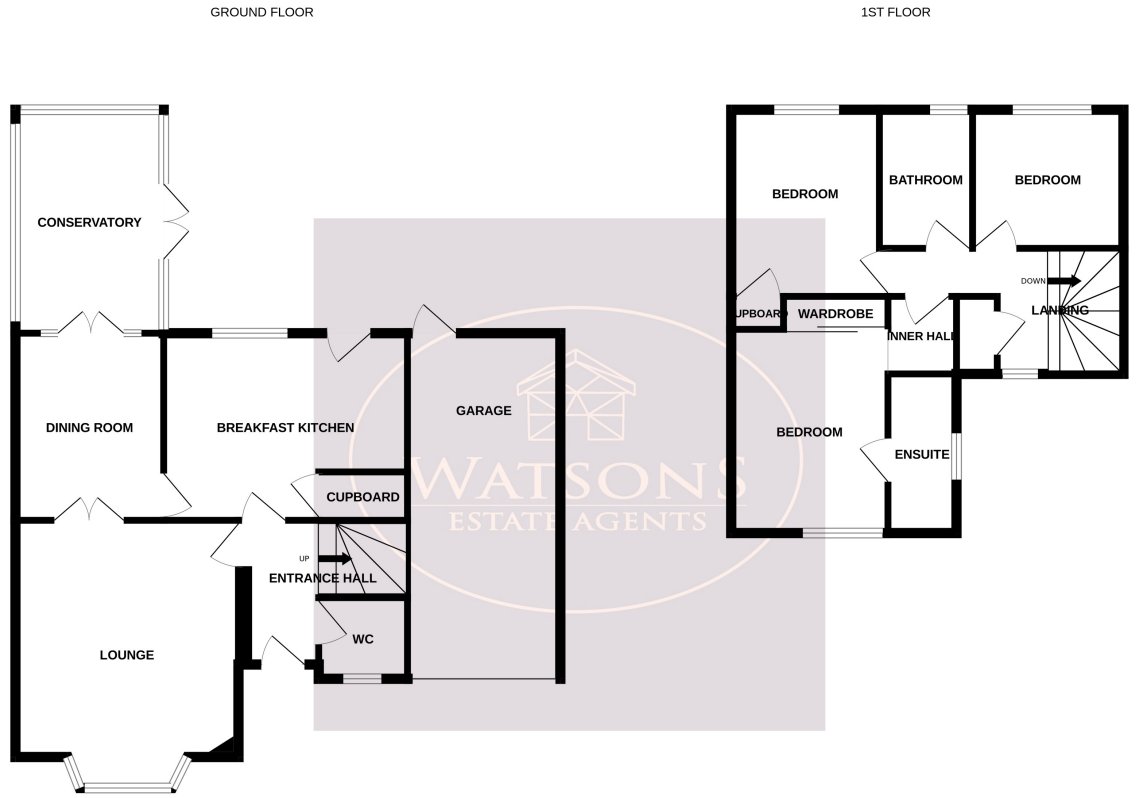 GROUND FLOOR
1ST FLOOR
CONSERVATORY
DINING ROOM
BREAKFAST KITCHEN
GARAGE
CUPBOARD
UP
ENTRANCE HALL
WC
LOUNGE
BEDROOM
BATHROOM
BEDROOM
DOWN
LANDING
CUPBOARD
WARDROBE
INNER HALL
BEDROOM
ENSUITE
WATSONS
ESTATE AGENTS